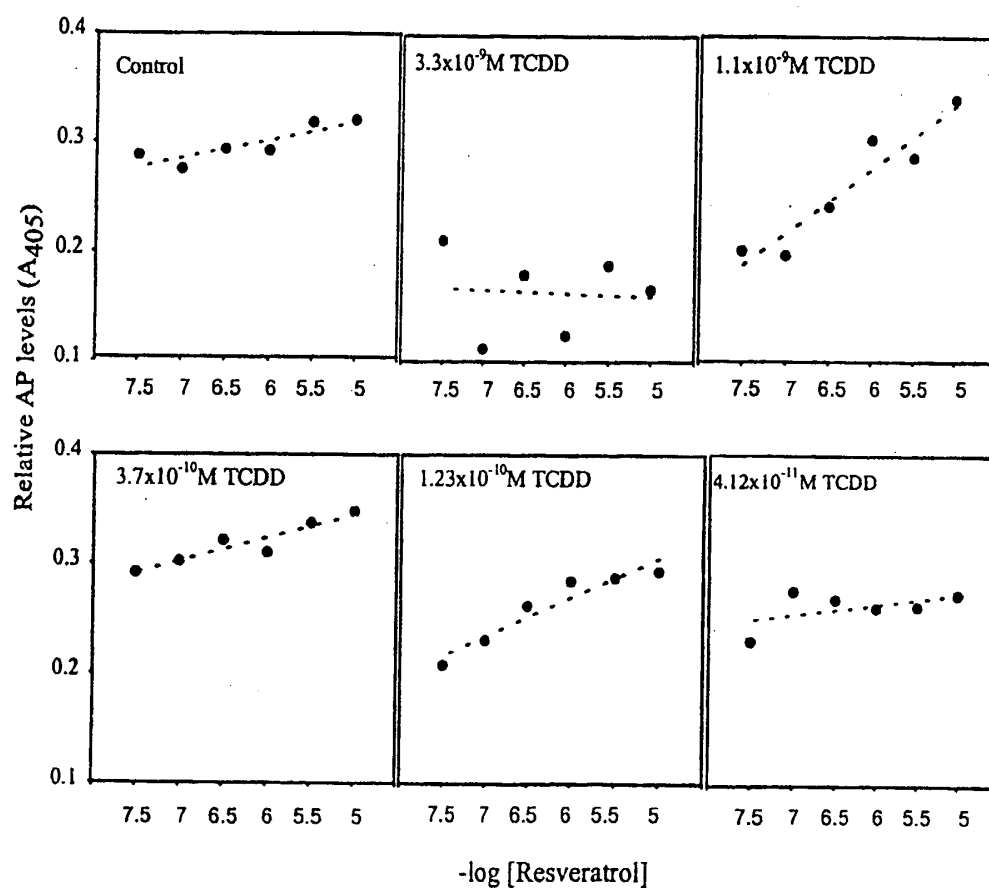 Relative AP levels (A405)
0.4
0.3
0.2
0.1
Control
3.3x10-9M TCDD
1.1x10-9M TCDD
7.5 7 6.5 6 5.5 5
7.5 7 6.5 6 5.5 5
7.5 7 6.5 6 5.5 5
0.4
0.3
0.2
0.1
3.7x10-10M TCDD
1.23x10-10M TCDD
4.12x10-11M TCDD
7.5 7 6.5 6 5.5 5
7.5 7 6.5 6 5.5 5
7.5 7 6.5 6 5.5 5
-log [Resveratrol]